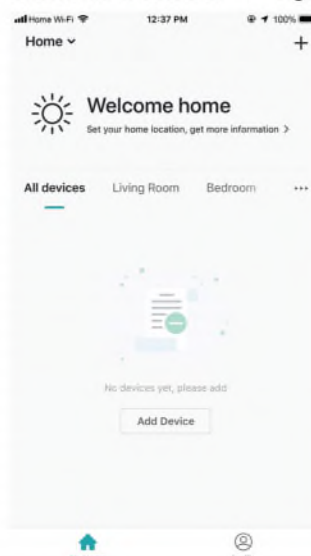 Home Wi-Fi 12:37 PM 100%
Home
Welcome home
Set your home location, get more information >
All devices Living Room Bedroom ...
No devices yet, please add
Add Device